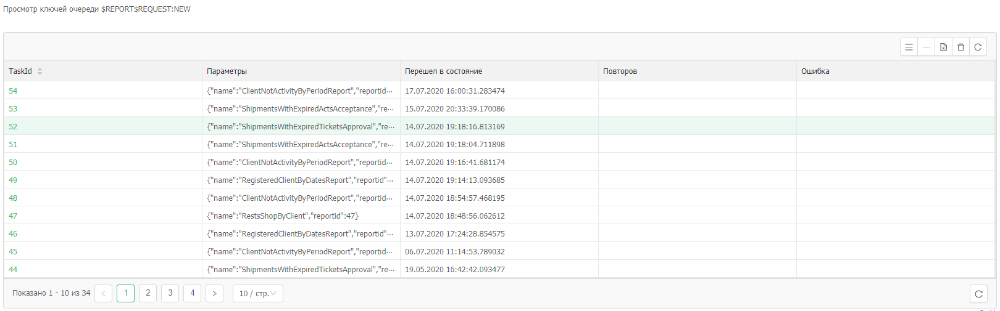 Просмотр ключей очереди $REPORT$REQUEST:NEW
TaskId Параметры Перешел в состояние Повторов Ошибка
54 {"name":"ClientNotActivityByPeriodReport","reportid··· 17.07.2020 16:00:31.283474
53 {"name":"ShipmentsWithExpiredActsAcceptance","re··· 15.07.2020 20:33:39.170086
52 {"name":"ShipmentsWithExpiredTicketsApproval","re··· 14.07.2020 19:18:16.813169
51 {"name":"ShipmentsWithExpiredActsAcceptance","re··· 14.07.2020 19:18:04.711898
50 {"name":"ClientNotActivityByPeriodReport","reportid··· 14.07.2020 19:16:41.681174
49 {"name":"RegisteredClientByDatesReport","reportid"··· 14.07.2020 19:14:13.093685
48 {"name":"ClientNotActivityByPeriodReport","reportid··· 14.07.2020 18:54:57.468195
47 {"name":"RestsShopByClient","reportid":47} 14.07.2020 18:48:56.062612
46 {"name":"RegisteredClientByDatesReport","reportid"··· 13.07.2020 17:24:28.854575
45 {"name":"ClientNotActivityByPeriodReport","reportid··· 06.07.2020 11:14:53.789032
44 {"name":"ShipmentsWithExpiredTicketsApproval","re··· 19.05.2020 16:42:42.093477
Показано 1 - 10 из 34 < 1 2 3 4 > 10 / стр.